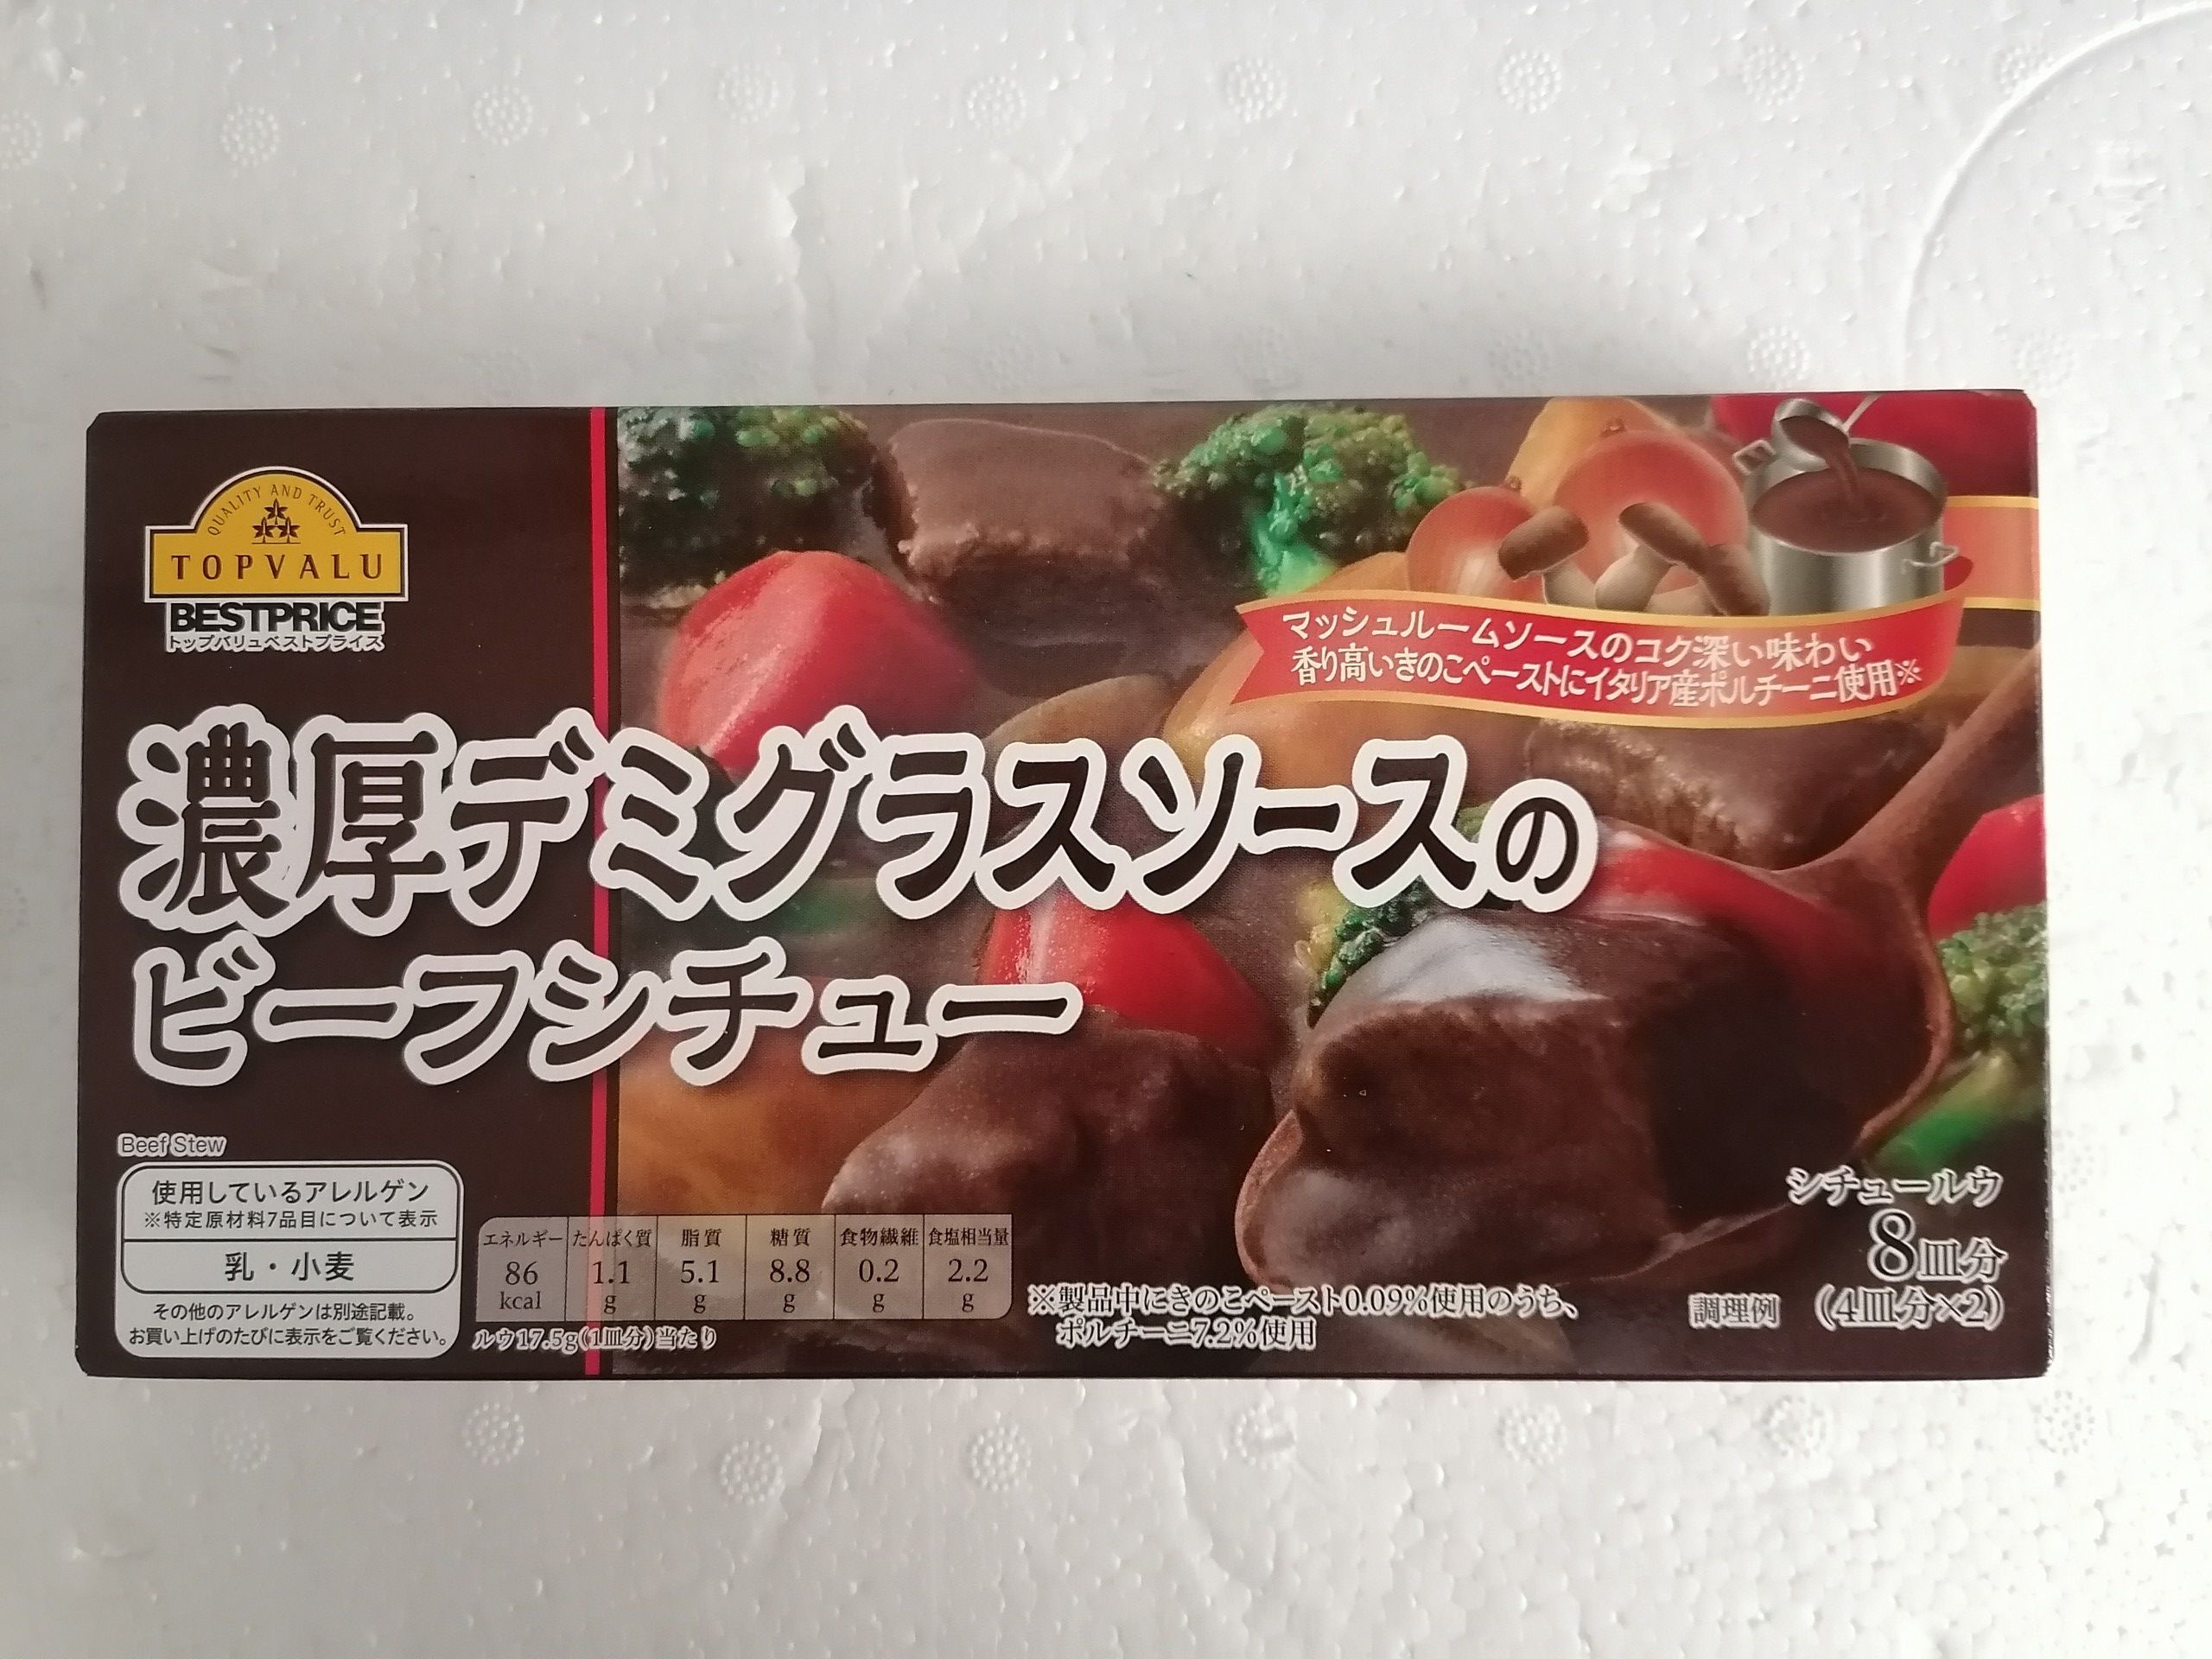 QUALITY AND TRUST
TOPVALU
BESTPRICE
トップバリュベストプライス
マッシュルームソースのコク深い味わい
香り高いきのこペーストにイタリア産ポルチーニ使用※
濃厚デミグラスソースの
ビーフシチュー
Beef Stew
使用しているアレルゲン
※特定原材料7品目について表示
乳・小麦
その他のアレルゲンは別途記載。
お買い上げのたびに表示をご覧ください。
エネルギー たんぱく質 脂質 糖質 食物繊維 食塩相当量
86 1.1 5.1 8.8 0.2 2.2
kcal g g g g g
ルウ17.5g(1皿分)当たり
※製品中にきのこペースト0.09%使用のうち、
ポルチーニ7.2%使用
シチュールウ
8皿分
調理例 (4皿分×2)